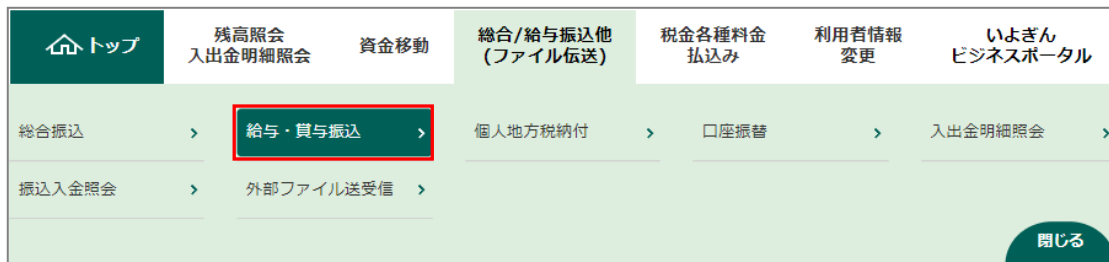 トップ
残高照会
入出金明細照会
資金移動
総合/給与振込他
(ファイル伝送)
税金各種料金
払込み
利用者情報
変更
いよぎん
ビジネスポータル
総合振込
給与・賞与振込
個人地方税納付
口座振替
入出金明細照会
振込入金照会
外部ファイル送受信
閉じる